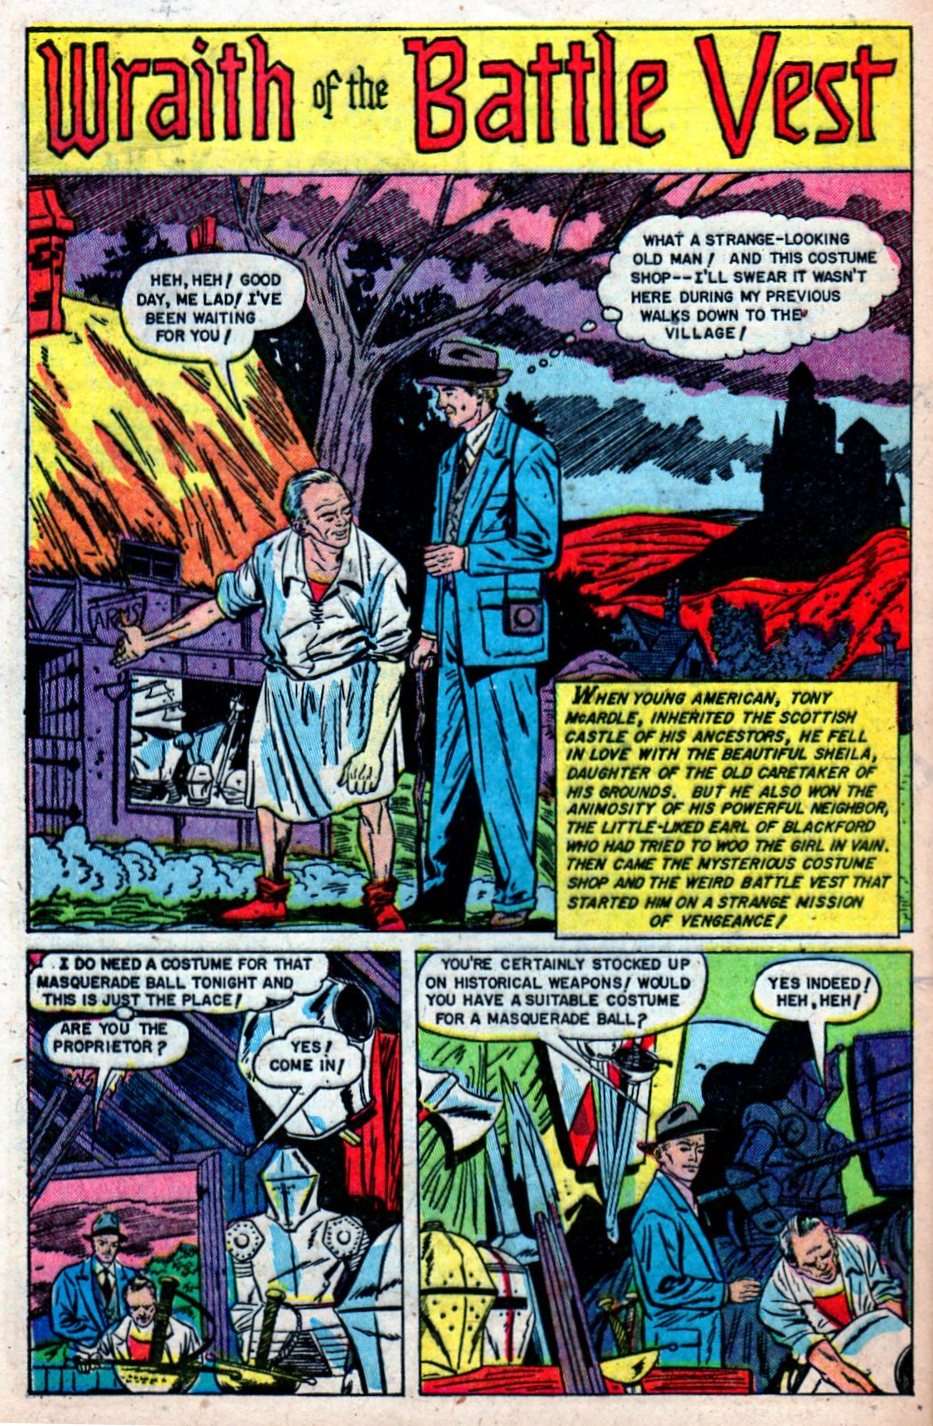 Wraith of the Battle Vest
HEH, HEH! GOOD
DAY, ME LAD! I'VE
BEEN WAITING
FOR YOU!
WHAT A STRANGE-LOOKING
OLD MAN! AND THIS COSTUME
SHOP-- I'LL SWEAR IT WASN'T
HERE DURING MY PREVIOUS
WALKS DOWN TO THE
VILLAGE!
ARMS
WHEN YOUNG AMERICAN, TONY
McARDLE, INHERITED THE SCOTTISH
CASTLE OF HIS ANCESTORS, HE FELL
IN LOVE WITH THE BEAUTIFUL SHEILA,
DAUGHTER OF THE OLD CARETAKER OF
HIS GROUNDS. BUT HE ALSO WON THE
ANIMOSITY OF HIS POWERFUL NEIGHBOR,
THE LITTLE-LIKED EARL OF BLACKFORD
WHO HAD TRIED TO WOO THE GIRL IN VAIN.
THEN CAME THE MYSTERIOUS COSTUME
SHOP AND THE WEIRD BATTLE VEST THAT
STARTED HIM ON A STRANGE MISSION
OF VENGEANCE!
I DO NEED A COSTUME FOR THAT
MASQUERADE BALL TONIGHT AND
THIS IS JUST THE PLACE!
ARE YOU THE
PROPRIETOR?
YES!
COME IN!
YOU'RE CERTAINLY STOCKED UP
ON HISTORICAL WEAPONS! WOULD
YOU HAVE A SUITABLE COSTUME
FOR A MASQUERADE BALL?
YES INDEED!
HEH, HEH!